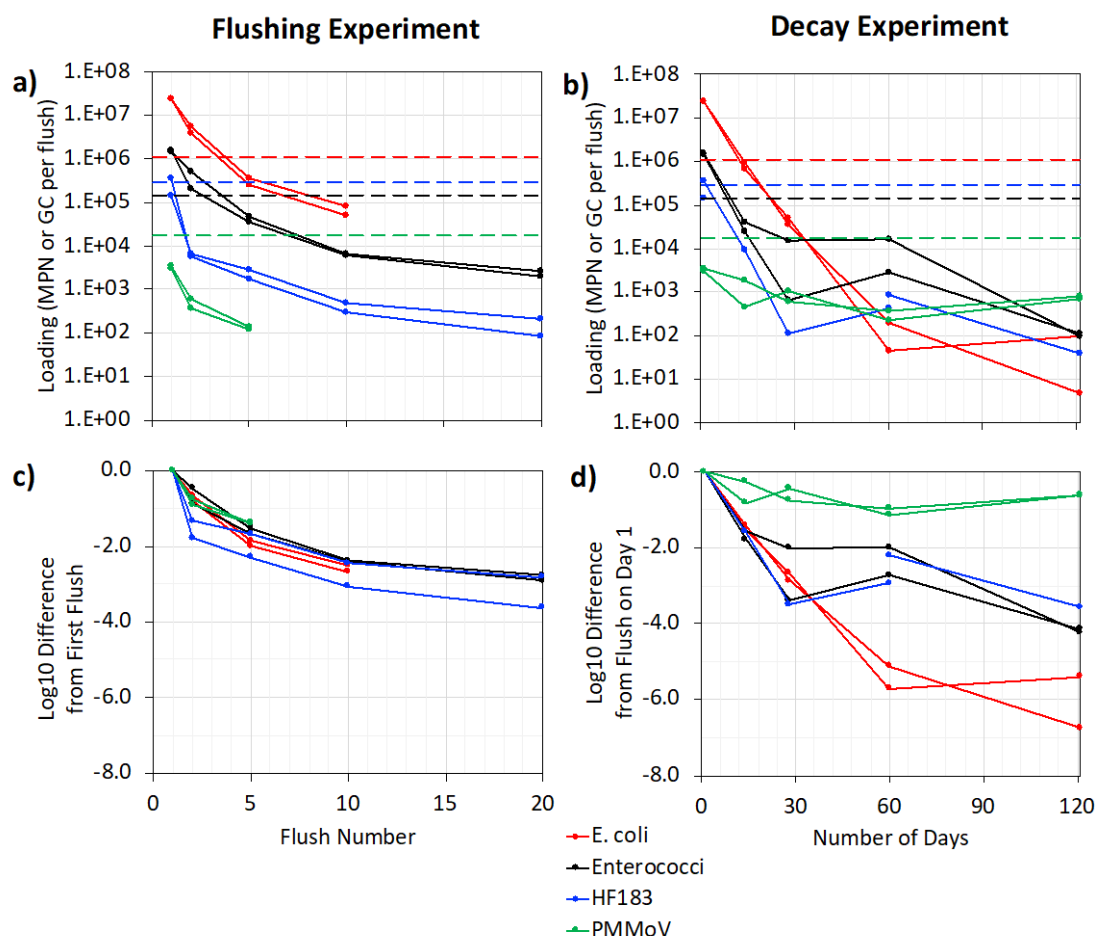 Flushing Experiment
Decay Experiment
a)
Loading (MPN or GC per flush)
1.E+08
1.E+07
1.E+06
1.E+05
1.E+04
1.E+03
1.E+02
1.E+01
1.E+00
b)
Loading (MPN or GC per flush)
1.E+08
1.E+07
1.E+06
1.E+05
1.E+04
1.E+03
1.E+02
1.E+01
1.E+00
c)
Log10 Difference
from First Flush
0.0
-2.0
-4.0
-6.0
-8.0
0 5 10 15 20
Flush Number
d)
Log10 Difference
from Flush on Day 1
0.0
-2.0
-4.0
-6.0
-8.0
0 30 60 90 120
Number of Days
E. coli
Enterococci
HF183
PMMoV